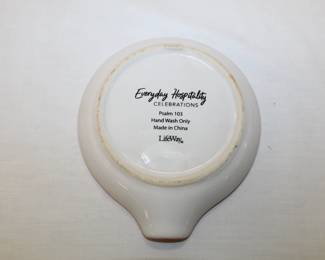 Everyday Hospitality
CELEBRATIONS
Psalm 103
Hand Wash Only
Made in China
LifeWay